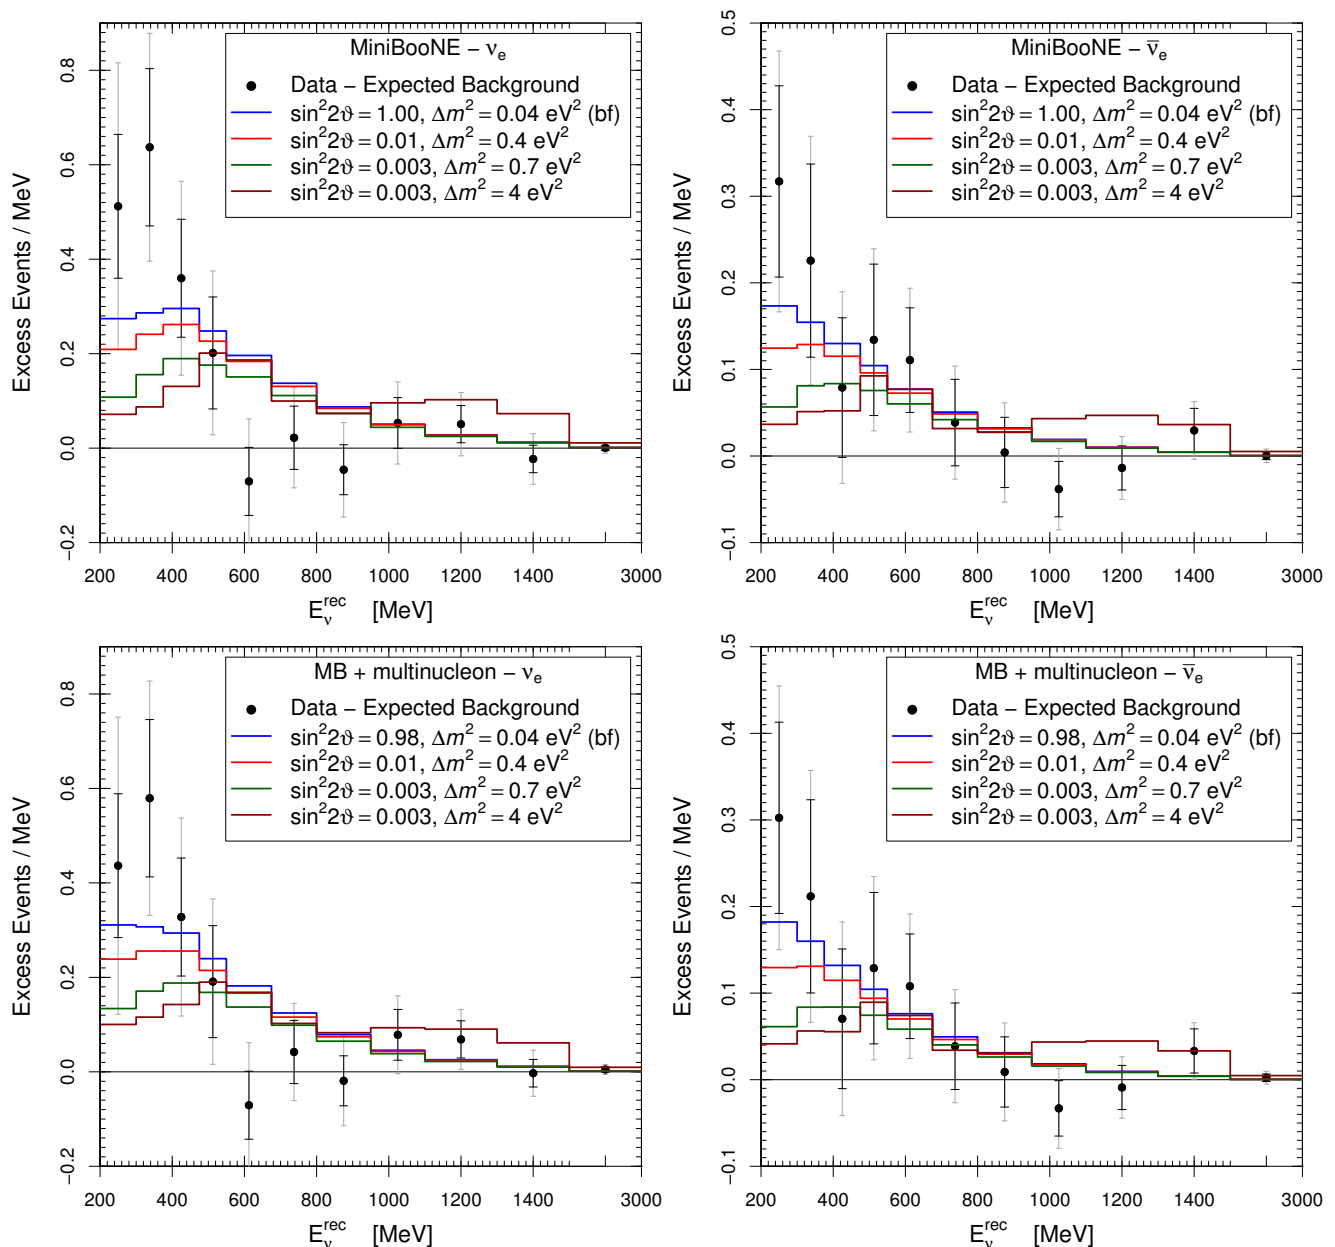 MiniBooNE − νe
Data − Expected Background
sin²2ϑ = 1.00, Δm² = 0.04 eV² (bf)
sin²2ϑ = 0.01, Δm² = 0.4 eV²
sin²2ϑ = 0.003, Δm² = 0.7 eV²
sin²2ϑ = 0.003, Δm² = 4 eV²
Excess Events / MeV
−0.2 0.0 0.2 0.4 0.6 0.8
200 400 600 800 1000 1200 1400 3000
Eνrec [MeV]
MiniBooNE − ν̄e
Data − Expected Background
sin²2ϑ = 1.00, Δm² = 0.04 eV² (bf)
sin²2ϑ = 0.01, Δm² = 0.4 eV²
sin²2ϑ = 0.003, Δm² = 0.7 eV²
sin²2ϑ = 0.003, Δm² = 4 eV²
Excess Events / MeV
−0.1 0.0 0.1 0.2 0.3 0.4 0.5
200 400 600 800 1000 1200 1400 3000
Eνrec [MeV]
MB + multinucleon − νe
Data − Expected Background
sin²2ϑ = 0.98, Δm² = 0.04 eV² (bf)
sin²2ϑ = 0.01, Δm² = 0.4 eV²
sin²2ϑ = 0.003, Δm² = 0.7 eV²
sin²2ϑ = 0.003, Δm² = 4 eV²
Excess Events / MeV
−0.2 0.0 0.2 0.4 0.6 0.8
200 400 600 800 1000 1200 1400 3000
Eνrec [MeV]
MB + multinucleon − ν̄e
Data − Expected Background
sin²2ϑ = 0.98, Δm² = 0.04 eV² (bf)
sin²2ϑ = 0.01, Δm² = 0.4 eV²
sin²2ϑ = 0.003, Δm² = 0.7 eV²
sin²2ϑ = 0.003, Δm² = 4 eV²
Excess Events / MeV
−0.1 0.0 0.1 0.2 0.3 0.4 0.5
200 400 600 800 1000 1200 1400 3000
Eνrec [MeV]